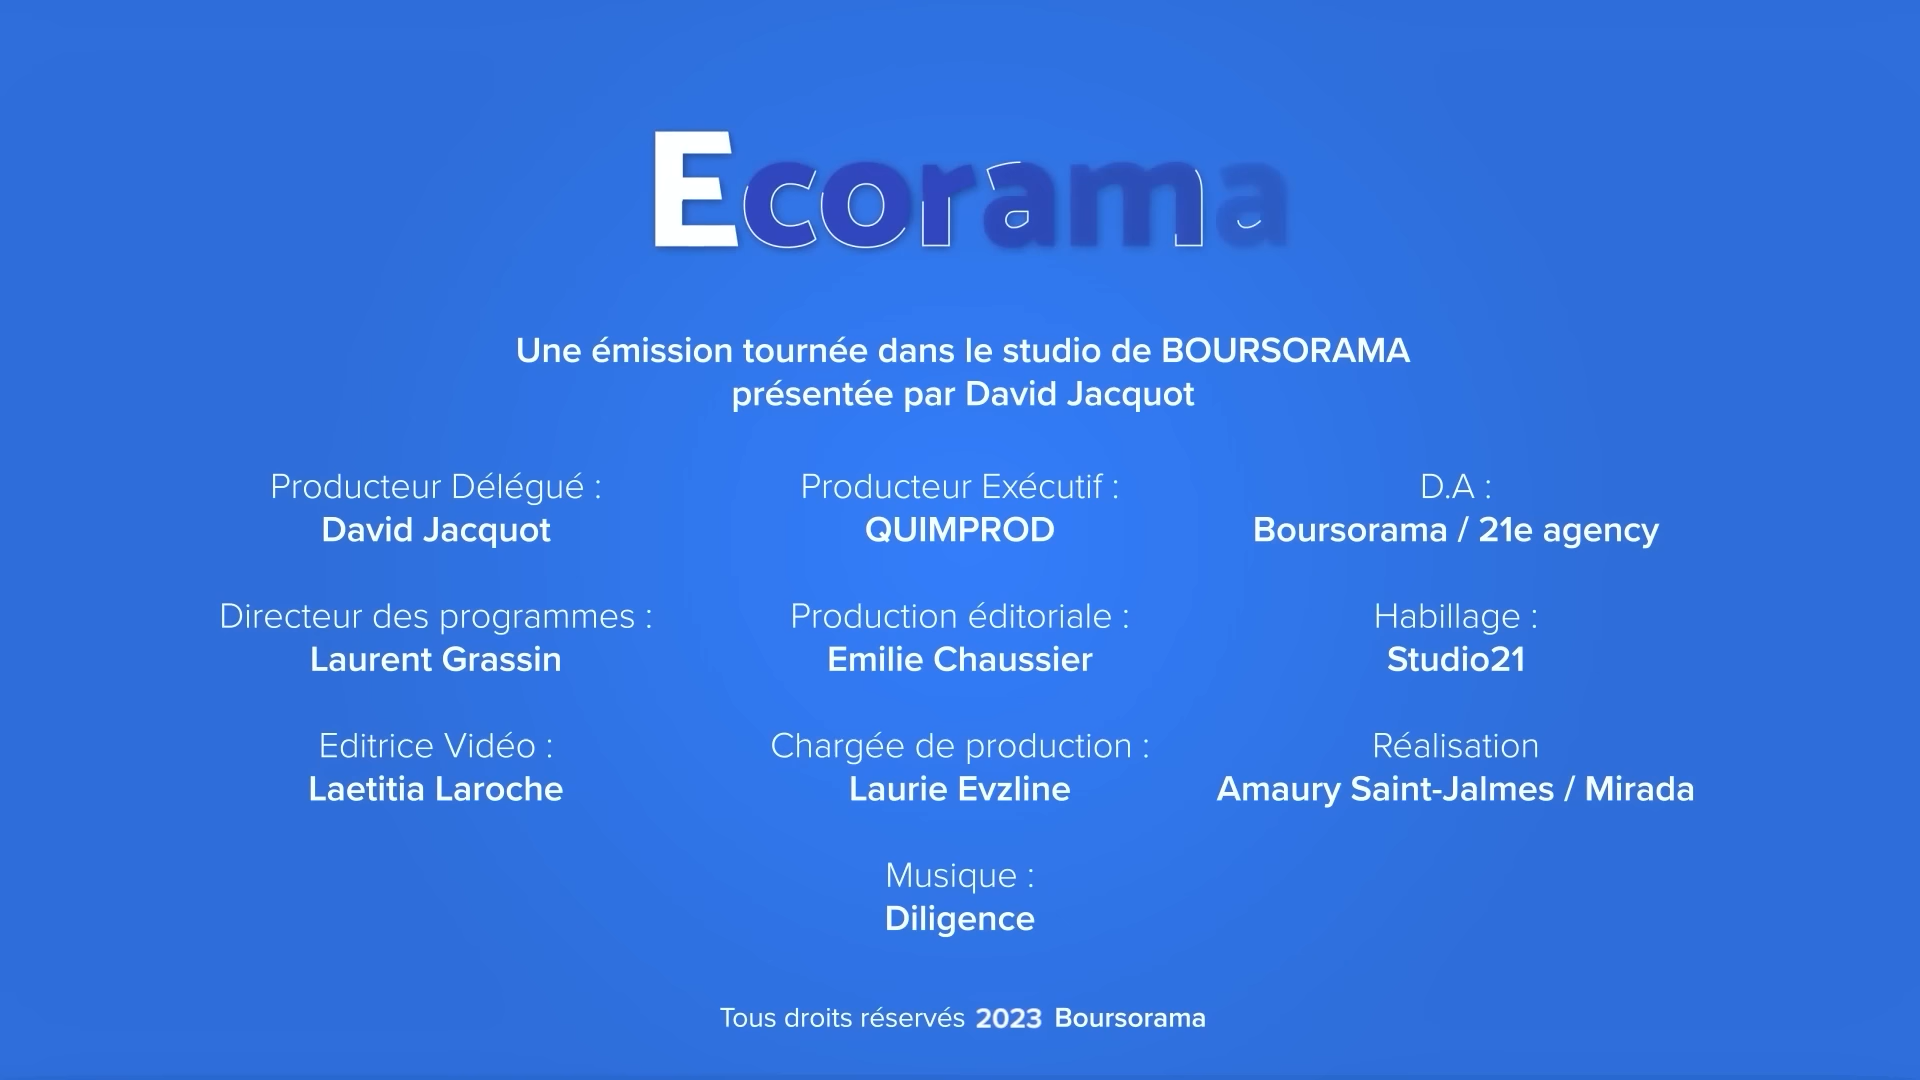 Ecorama
Une émission tournée dans le studio de BOURSORAMA
présentée par David Jacquot
Producteur Délégué :
David Jacquot
Producteur Exécutif :
QUIMPROD
D.A :
Boursorama / 21e agency
Directeur des programmes :
Laurent Grassin
Production éditoriale :
Emilie Chaussier
Habillage :
Studio21
Editrice Vidéo :
Laetitia Laroche
Chargée de production :
Laurie Evzline
Réalisation
Amaury Saint-Jalmes / Mirada
Musique :
Diligence
Tous droits réservés 2023 Boursorama